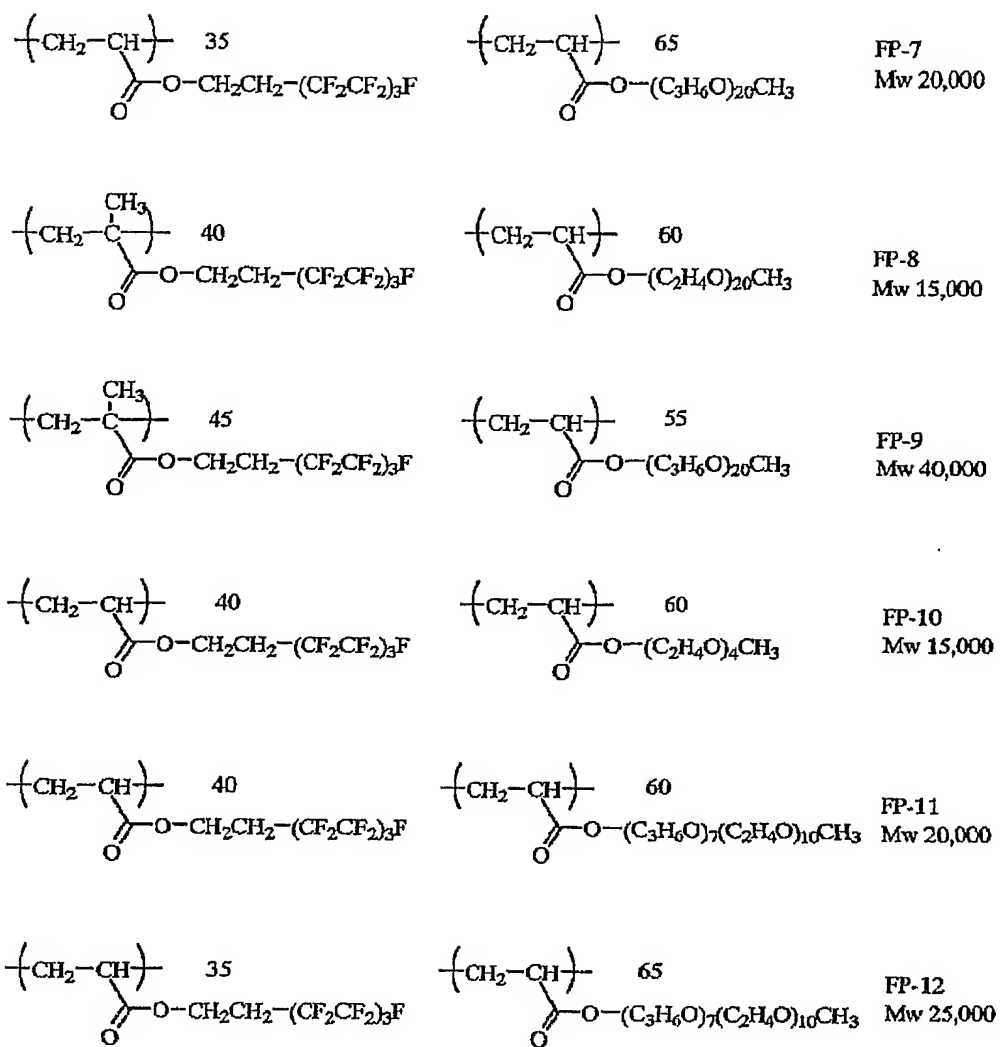 (CH₂—CH) 35 (CH₂—CH) 65 FP-7
O O—CH₂CH₂—(CF₂CF₂)₃F O O—(C₃H₆O)₂₀CH₃ Mw 20,000
CH₃
(CH₂—C) 40 (CH₂—CH) 60 FP-8
O O—CH₂CH₂—(CF₂CF₂)₃F O O—(C₂H₄O)₂₀CH₃ Mw 15,000
CH₃
(CH₂—C) 45 (CH₂—CH) 55 FP-9
O O—CH₂CH₂—(CF₂CF₂)₃F O O—(C₃H₆O)₂₀CH₃ Mw 40,000
(CH₂—CH) 40 (CH₂—CH) 60 FP-10
O O—CH₂CH₂—(CF₂CF₂)₃F O O—(C₂H₄O)₄CH₃ Mw 15,000
(CH₂—CH) 40 (CH₂—CH) 60 FP-11
O O—CH₂CH₂—(CF₂CF₂)₃F O O—(C₃H₆O)₇(C₂H₄O)₁₀CH₃ Mw 20,000
(CH₂—CH) 35 (CH₂—CH) 65 FP-12
O O—CH₂CH₂—(CF₂CF₂)₃F O O—(C₃H₆O)₇(C₂H₄O)₁₀CH₃ Mw 25,000